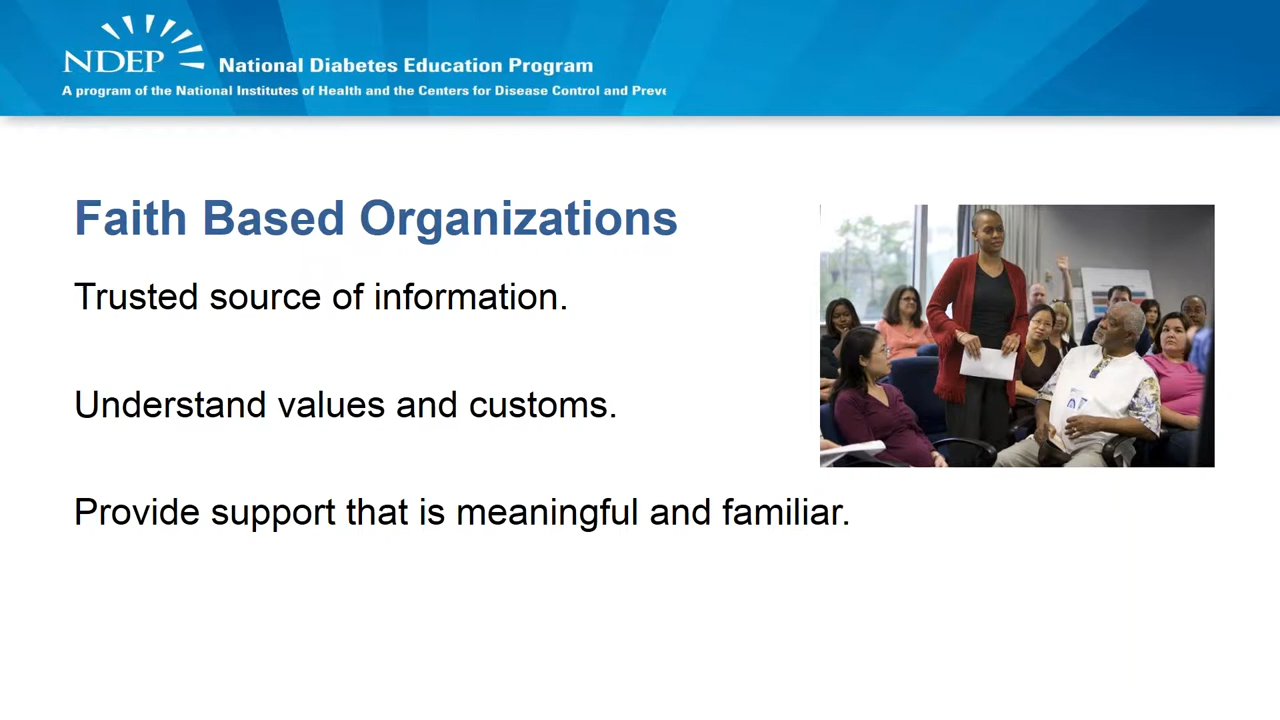 NDEP
National Diabetes Education Program
A program of the National Institutes of Health and the Centers for Disease Control and Preve
Faith Based Organizations
Trusted source of information.
Understand values and customs.
Provide support that is meaningful and familiar.